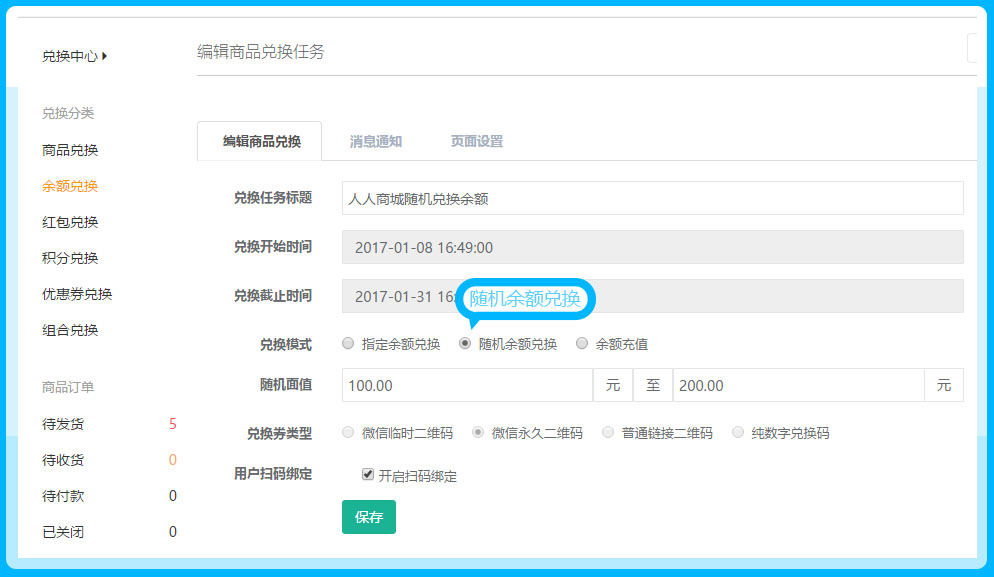 兑换中心
编辑商品兑换任务
兑换分类
商品兑换
余额兑换
红包兑换
积分兑换
优惠券兑换
组合兑换
商品订单
待发货 5
待收货 0
待付款 0
已关闭 0
编辑商品兑换 消息通知 页面设置
兑换任务标题 人人商城随机兑换余额
兑换开始时间 2017-01-08 16:49:00
兑换截止时间 2017-01-31 16:
随机余额兑换
兑换模式 指定余额兑换 随机余额兑换 余额充值
随机面值 100.00 元 至 200.00 元
兑换券类型 微信临时二维码 微信永久二维码 普通链接二维码 纯数字兑换码
用户扫码绑定 开启扫码绑定
保存